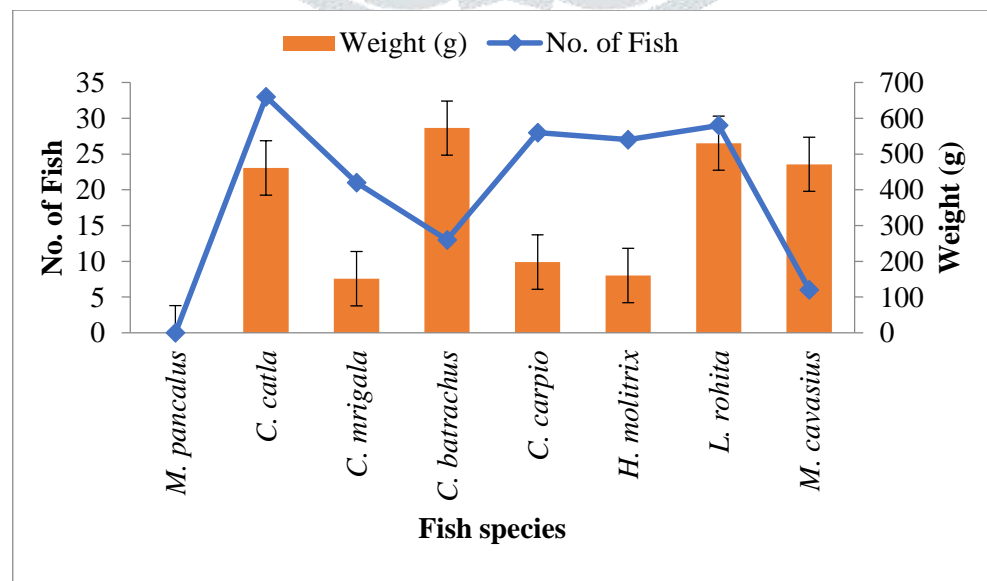 Weight (g) No. of Fish
35 700
30 600
25 500
20 400
15 300
10 200
5 100
0 0
No. of Fish
Weight (g)
M. pancalus
C. catla
C. mrigala
C. batrachus
C. carpio
H. molitrix
L. rohita
M. cavasius
Fish species